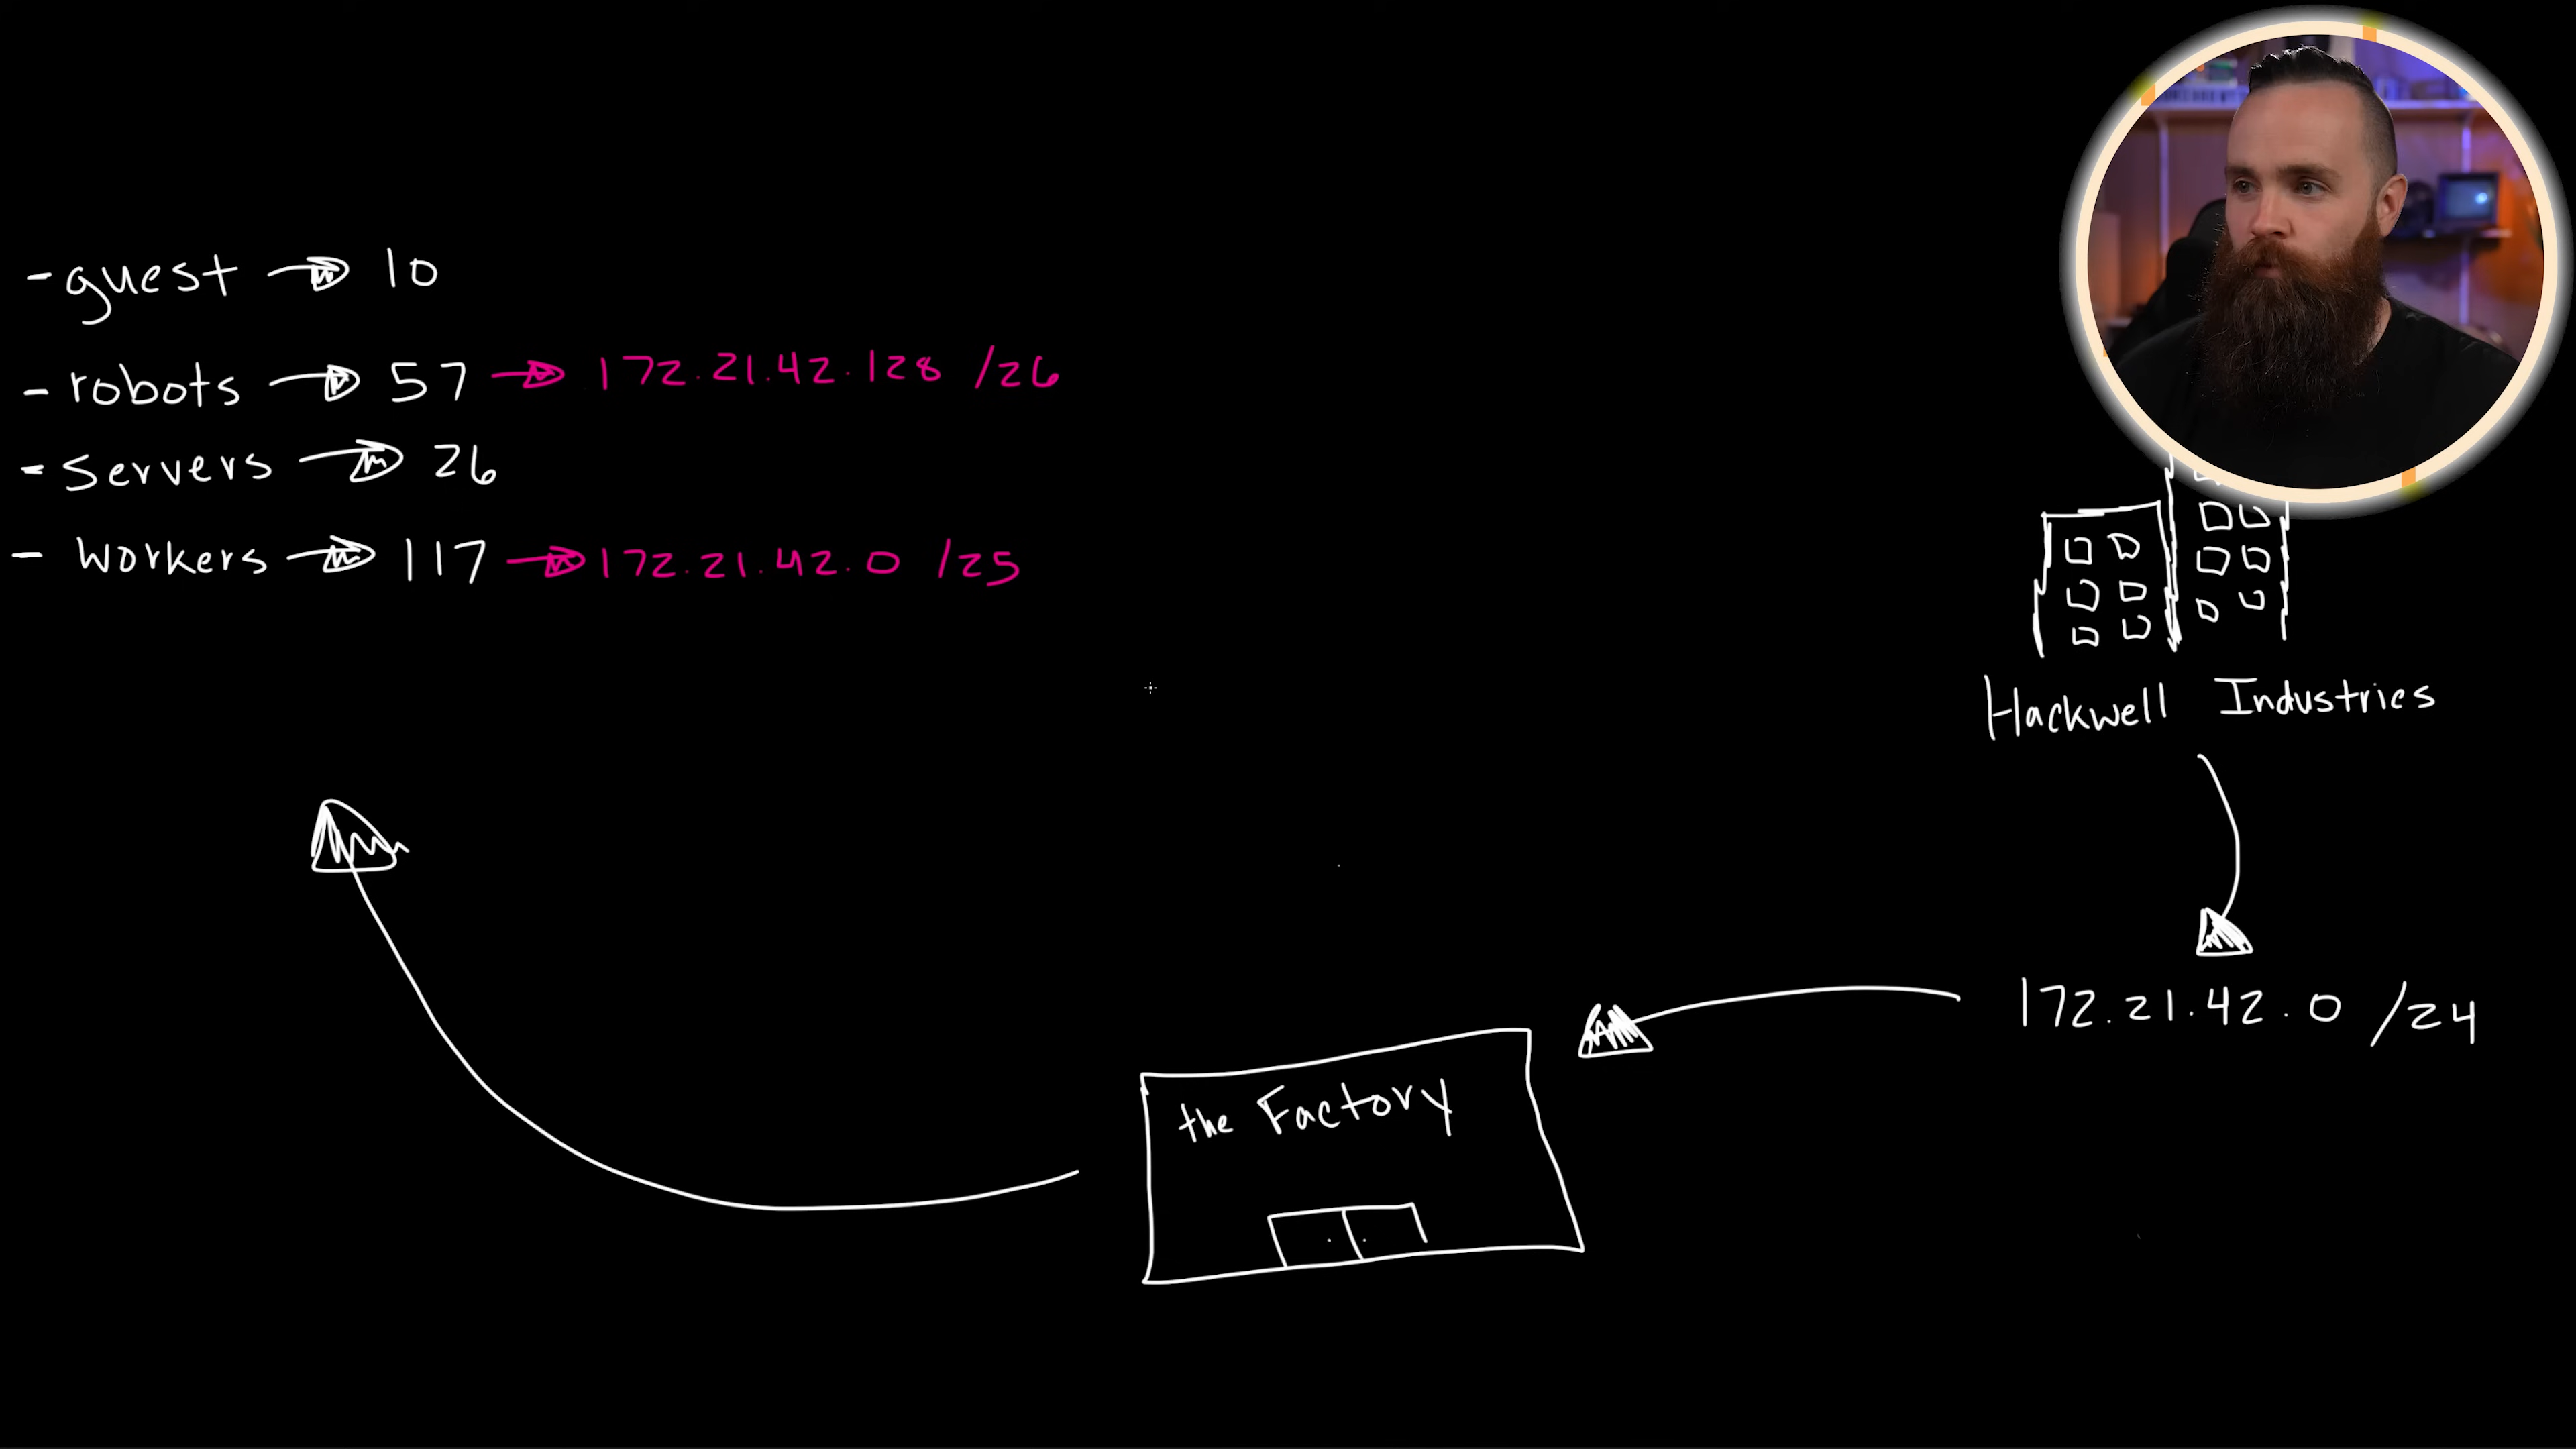 - guest → 10
- robots → 57 → 172.21.42.128 /26
- servers → 26
- workers → 117 → 172.21.42.0 /25
Hackwell Industries
172.21.42.0 /24
the Factory